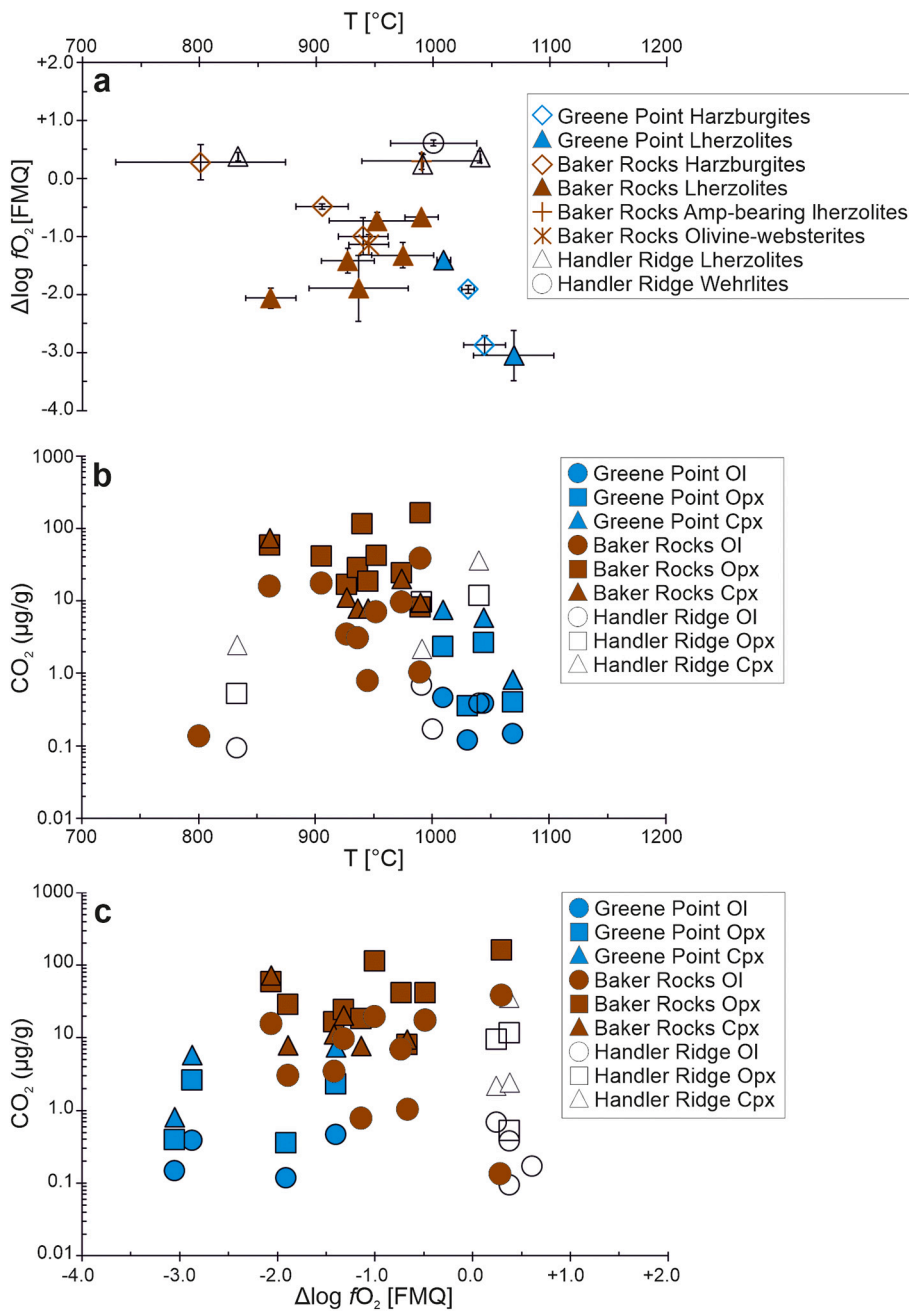 T [°C]
700 800 900 1000 1100 1200
a
+2.0
+1.0
0.0
-1.0
-2.0
-3.0
-4.0
Δlog fO₂ [FMQ]
Greene Point Harzburgites
Greene Point Lherzolites
Baker Rocks Harzburgites
Baker Rocks Lherzolites
Baker Rocks Amp-bearing lherzolites
Baker Rocks Olivine-websterites
Handler Ridge Lherzolites
Handler Ridge Wehrlites
b
1000
100
10
1.0
0.1
0.01
CO₂ (µg/g)
Greene Point Ol
Greene Point Opx
Greene Point Cpx
Baker Rocks Ol
Baker Rocks Opx
Baker Rocks Cpx
Handler Ridge Ol
Handler Ridge Opx
Handler Ridge Cpx
700 800 900 1000 1100 1200
T [°C]
c
1000
100
10
1.0
0.1
0.01
CO₂ (µg/g)
Greene Point Ol
Greene Point Opx
Greene Point Cpx
Baker Rocks Ol
Baker Rocks Opx
Baker Rocks Cpx
Handler Ridge Ol
Handler Ridge Opx
Handler Ridge Cpx
-4.0 -3.0 -2.0 -1.0 0.0 +1.0 +2.0
Δlog fO₂ [FMQ]